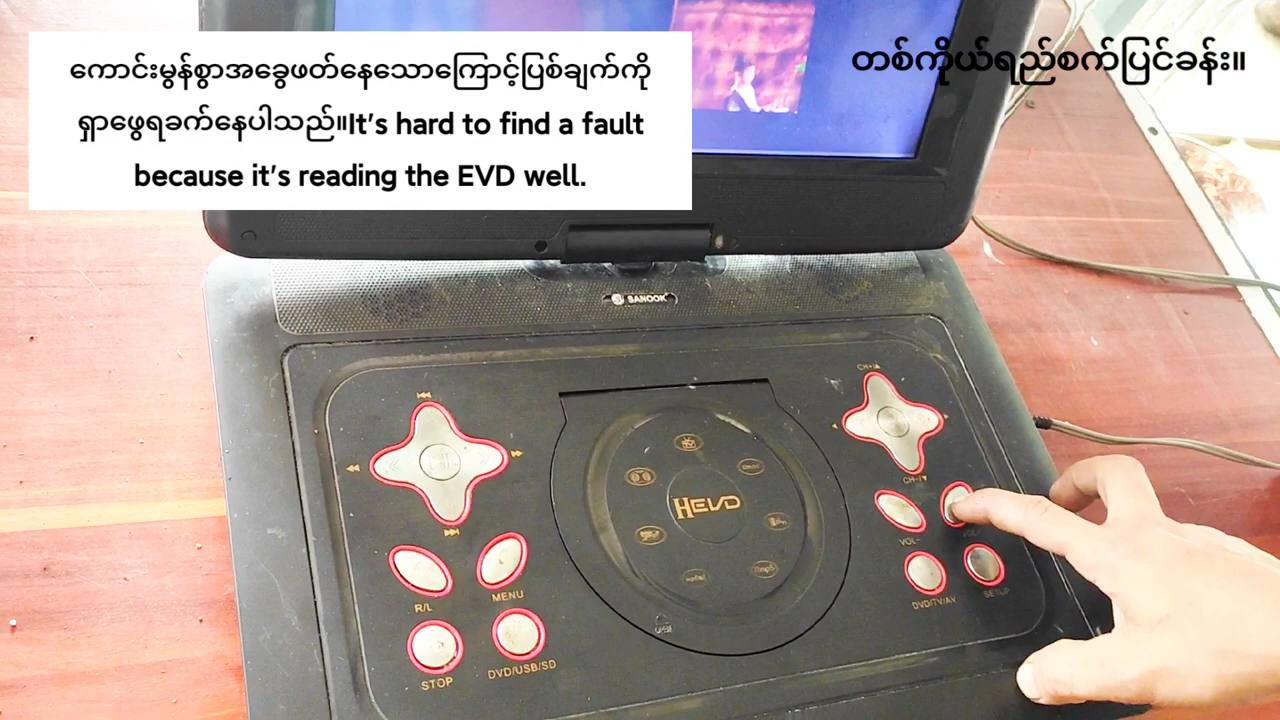 ကောင်းမွန်စွာအခွေဖတ်နေသောကြောင့်ပြစ်ချက်ကို
ရှာဖွေရခက်နေပါသည်။It's hard to find a fault
because it's reading the EVD well.
တစ်ကိုယ်ရည်စက်ပြင်ခန်း။
SANOOK
HEVD
CH-/▼
VOL-
R/L
MENU
DVD/TV/AV
SETUP
STOP
DVD/USB/SD